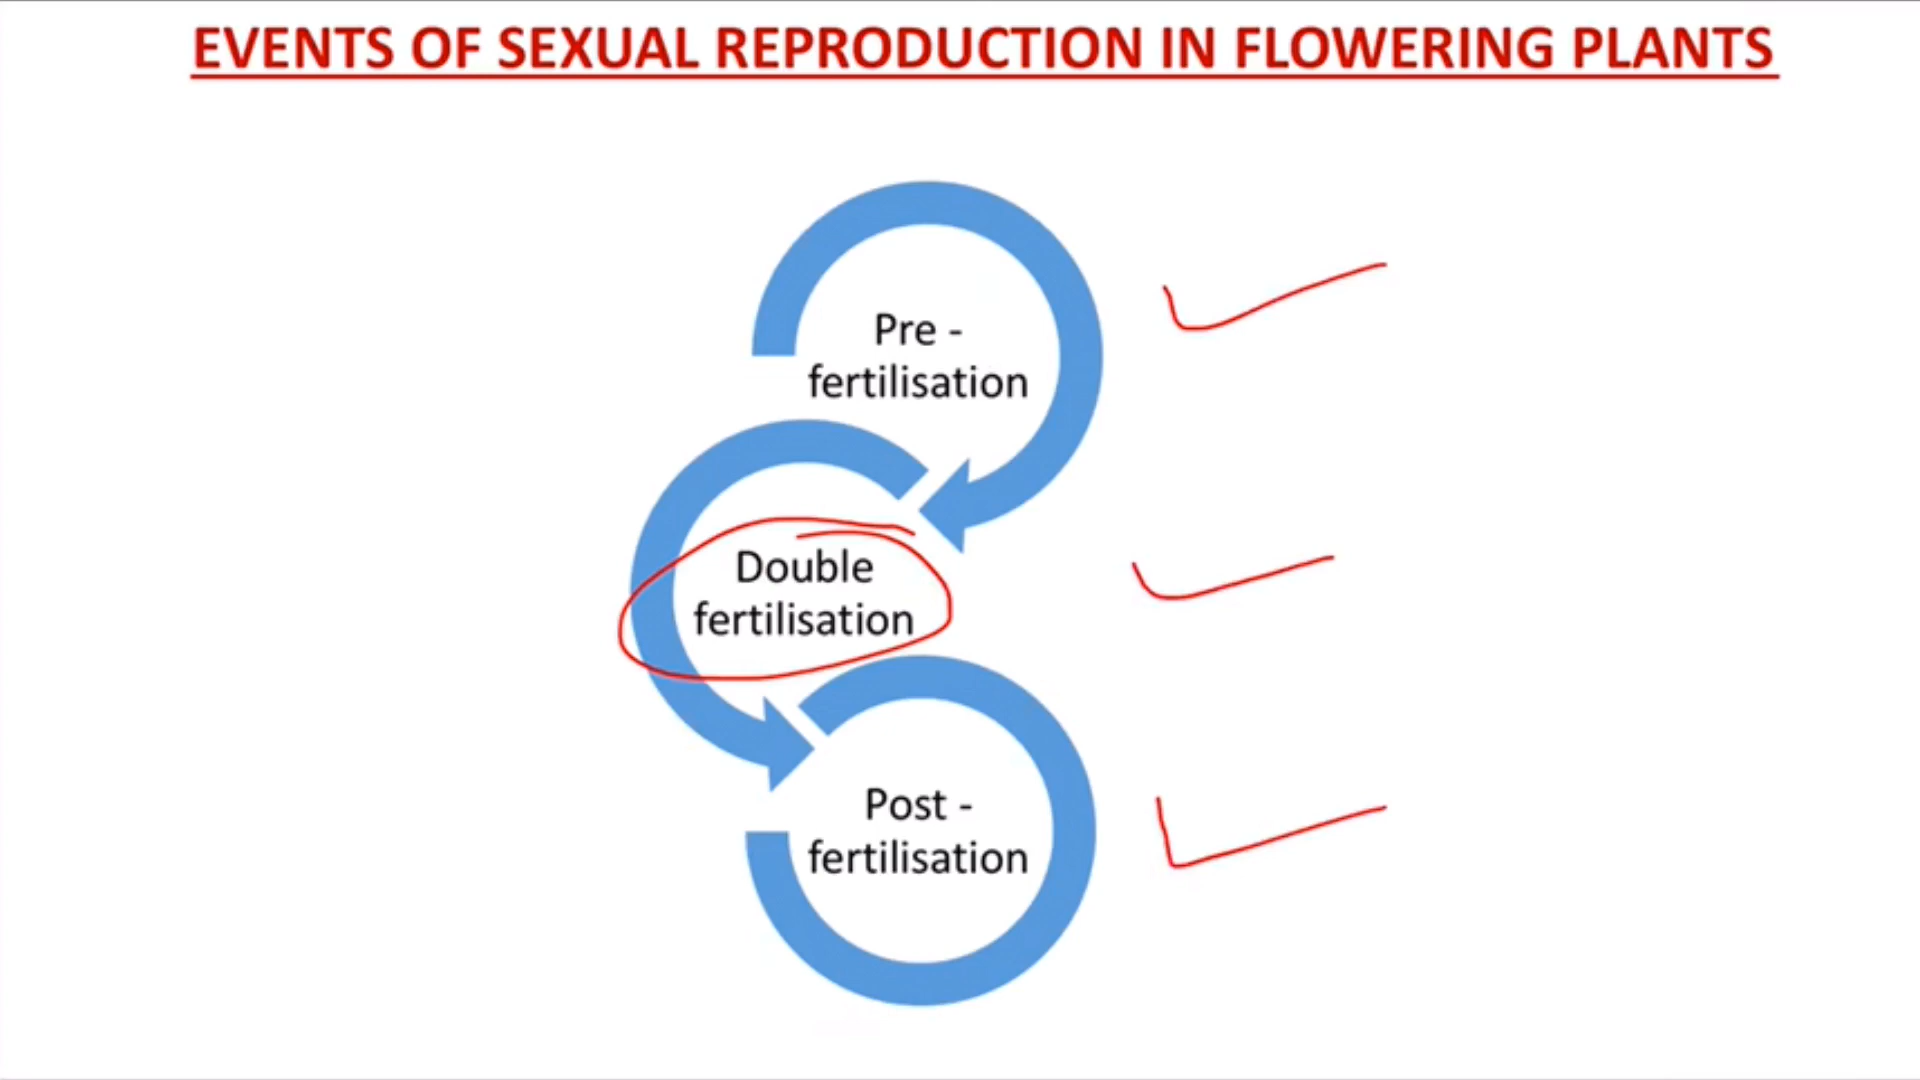 EVENTS OF SEXUAL REPRODUCTION IN FLOWERING PLANTS
Pre -
fertilisation
Double
fertilisation
Post -
fertilisation